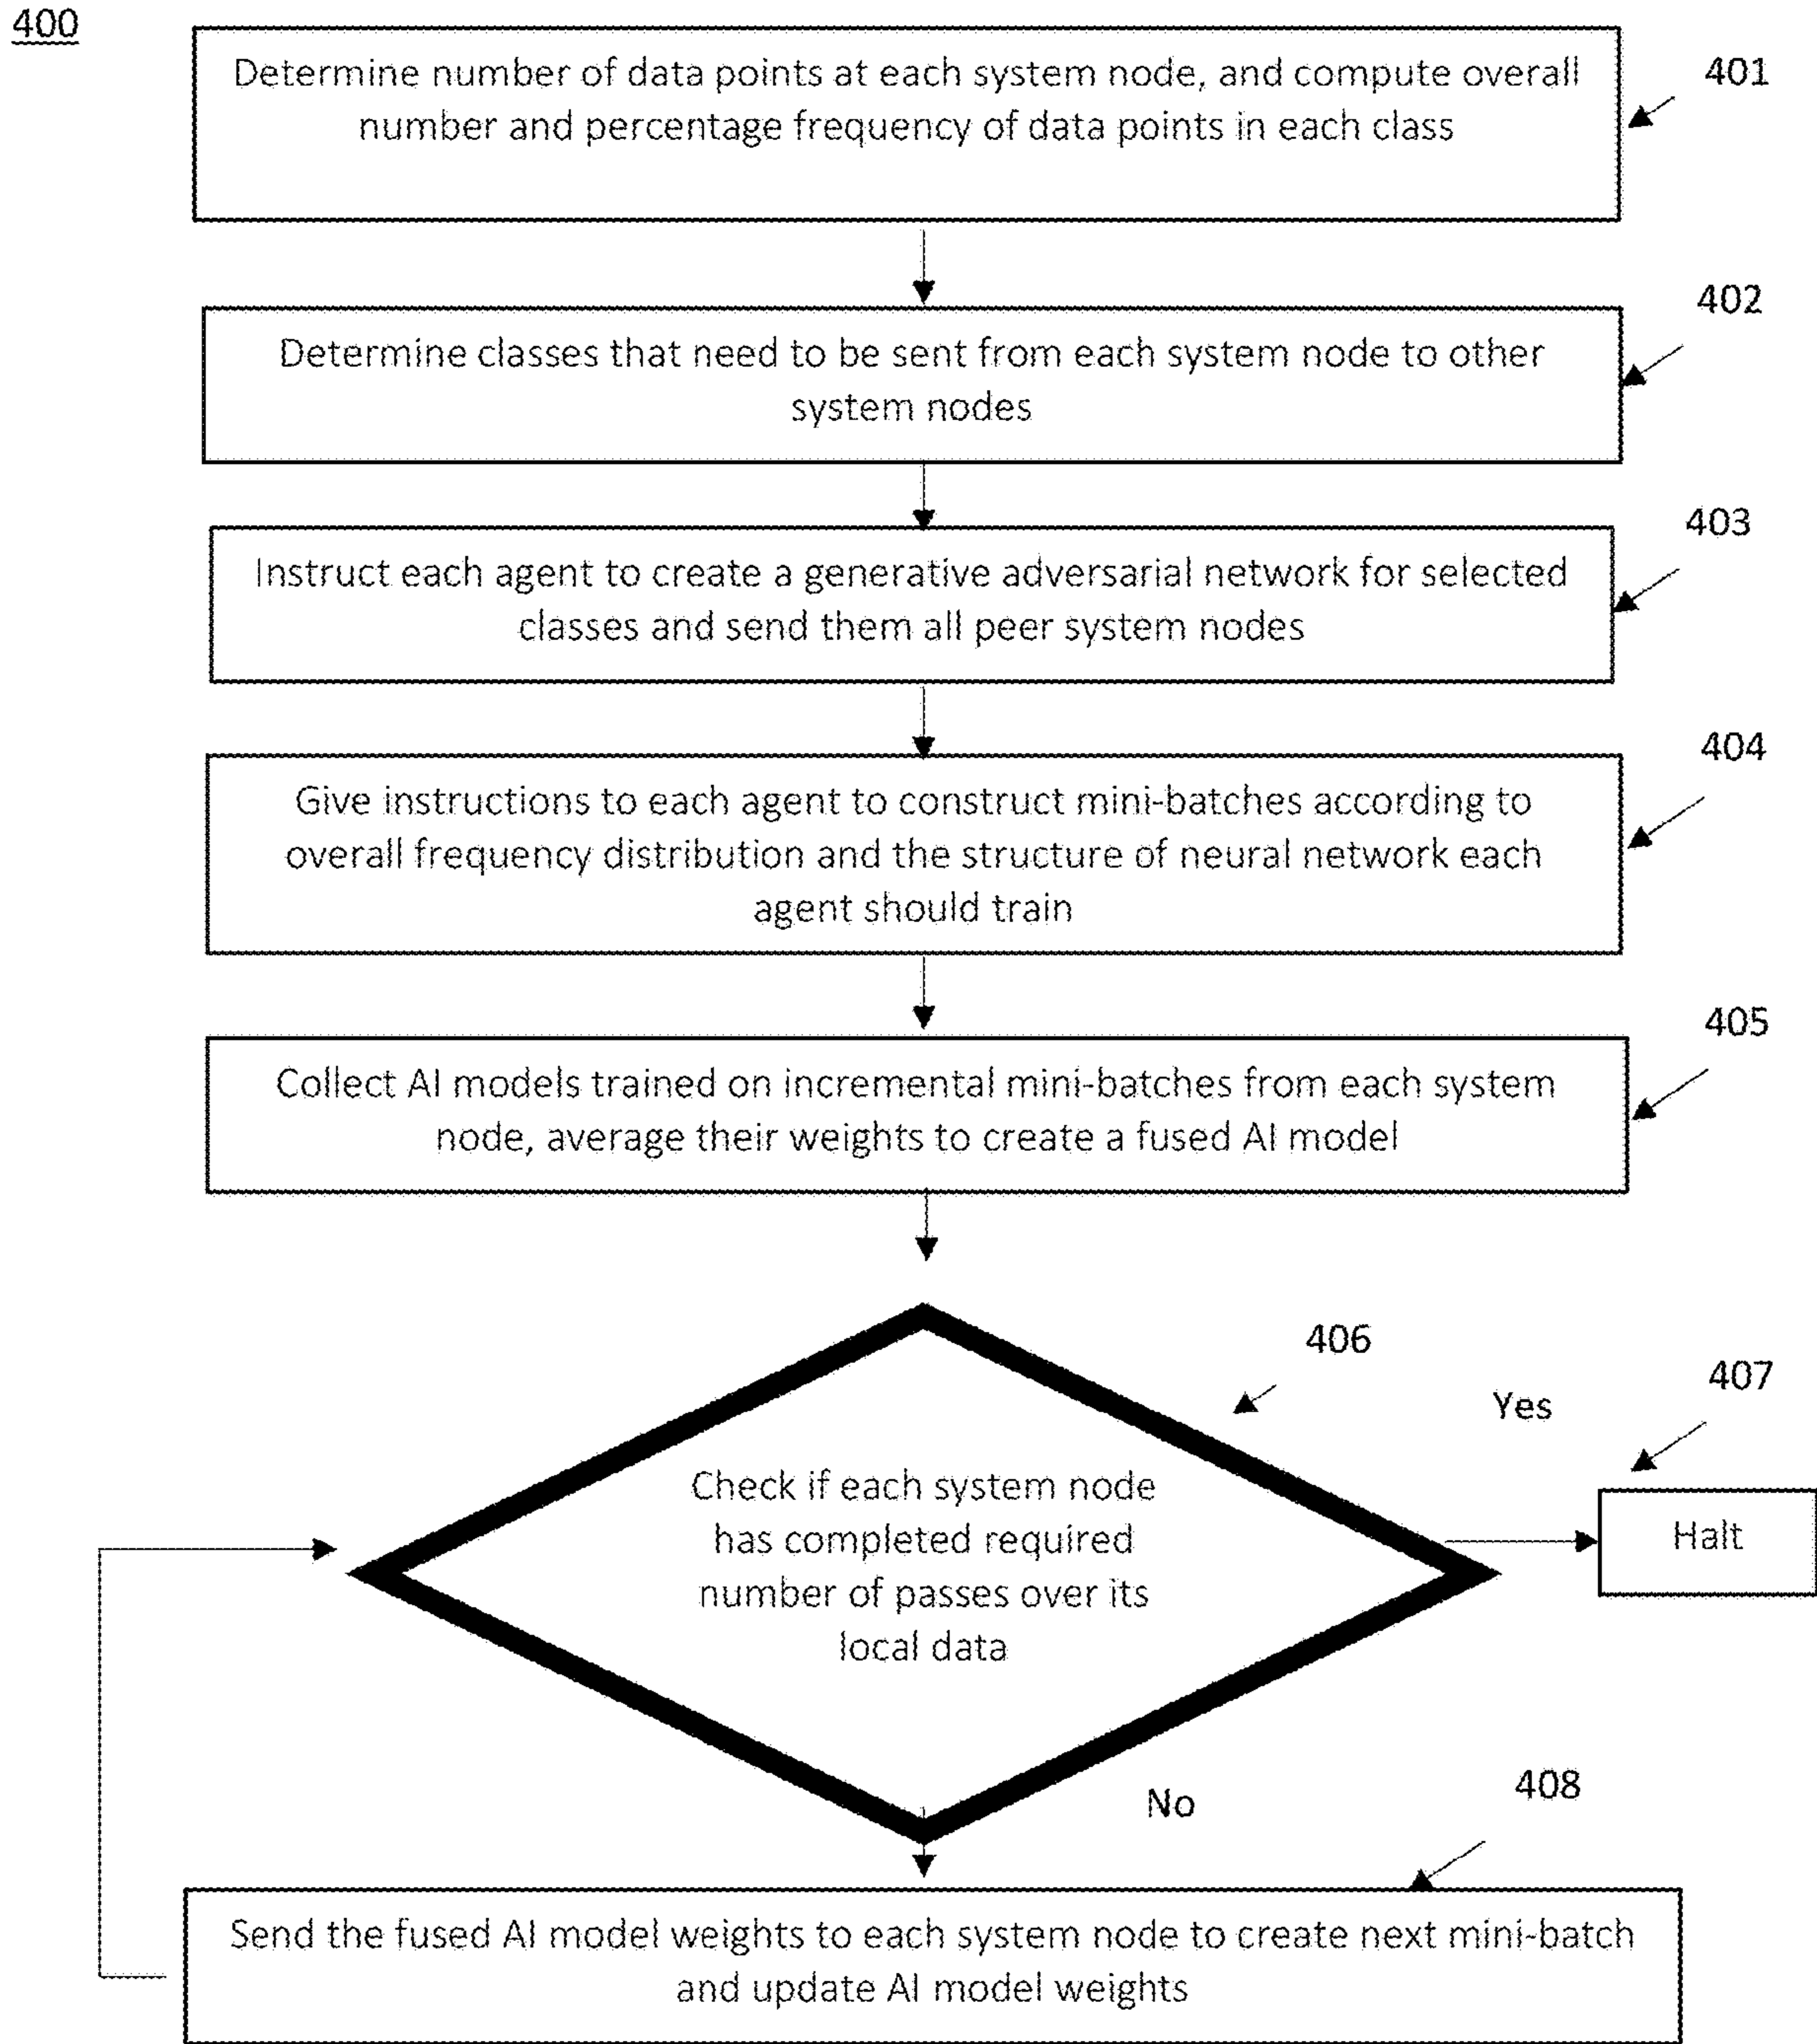 400
Determine number of data points at each system node, and compute overall
number and percentage frequency of data points in each class
401
402
Determine classes that need to be sent from each system node to other
system nodes
403
Instruct each agent to create a generative adversarial network for selected
classes and send them all peer system nodes
404
Give instructions to each agent to construct mini-batches according to
overall frequency distribution and the structure of neural network each
agent should train
405
Collect AI models trained on incremental mini-batches from each system
node, average their weights to create a fused AI model
406
407
Yes
Check if each system node
has completed required
number of passes over its
local data
Halt
408
No
Send the fused AI model weights to each system node to create next mini-batch
and update AI model weights